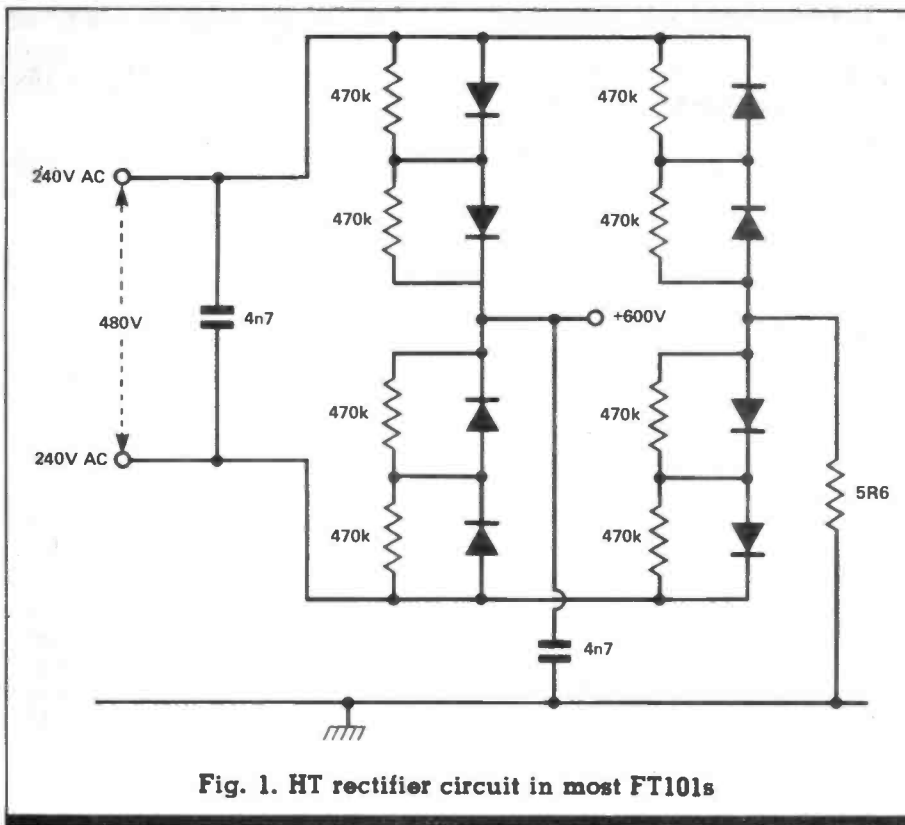 470k
470k
240V AC
470k
470k
480V
4n7
+600V
470k
470k
5R6
240V AC
470k
470k
4n7
Fig. 1. HT rectifier circuit in most FT101s